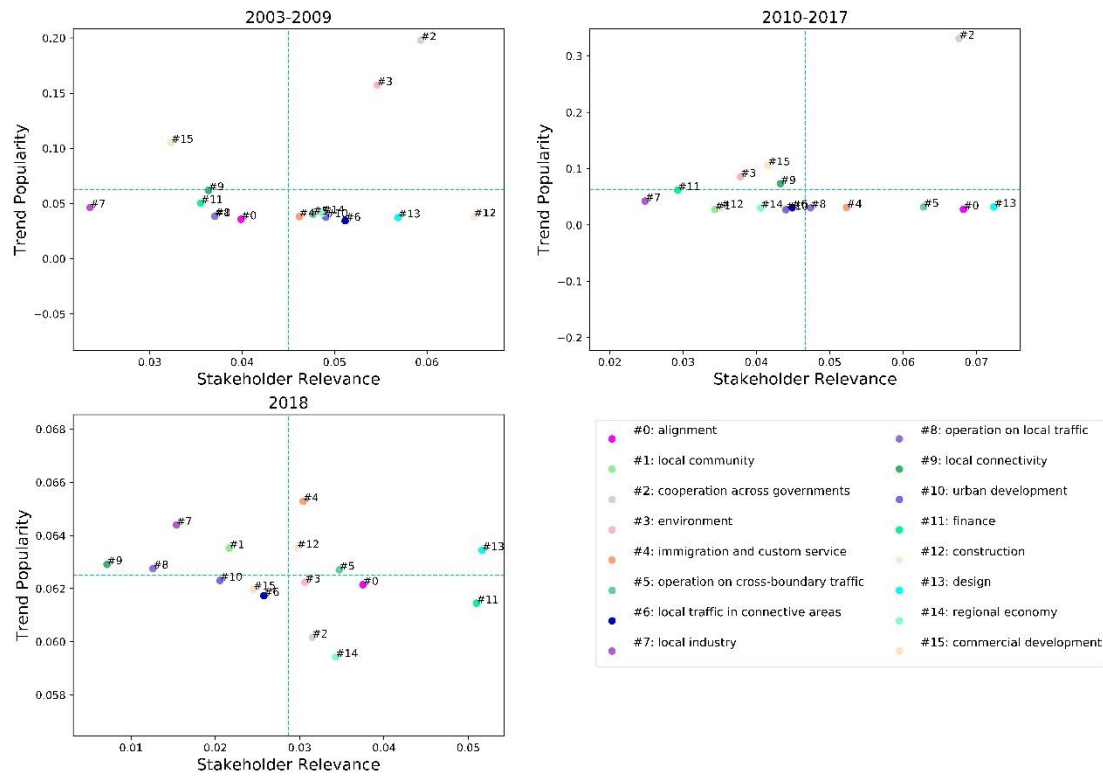 2003-2009
Trend Popularity
0.20
0.15
0.10
0.05
0.00
−0.05
#2
#3
#15
#9
#11
#7
#0
#4
#14
#10
#6
#13
#12
0.03 0.04 0.05 0.06
Stakeholder Relevance
2010-2017
Trend Popularity
0.3
0.2
0.1
0.0
−0.1
−0.2
#2
#15
#3
#9
#11
#7
#12
#14
#10
#6
#8
#4
#5
#0
#13
0.02 0.03 0.04 0.05 0.06 0.07
Stakeholder Relevance
2018
Trend Popularity
0.068
0.066
0.064
0.062
0.060
0.058
#4
#7
#1
#12
#13
#9
#8
#5
#10
#3
#15
#0
#6
#11
#2
#14
0.01 0.02 0.03 0.04 0.05
Stakeholder Relevance
#0: alignment
#1: local community
#2: cooperation across governments
#3: environment
#4: immigration and custom service
#5: operation on cross-boundary traffic
#6: local traffic in connective areas
#7: local industry
#8: operation on local traffic
#9: local connectivity
#10: urban development
#11: finance
#12: construction
#13: design
#14: regional economy
#15: commercial development